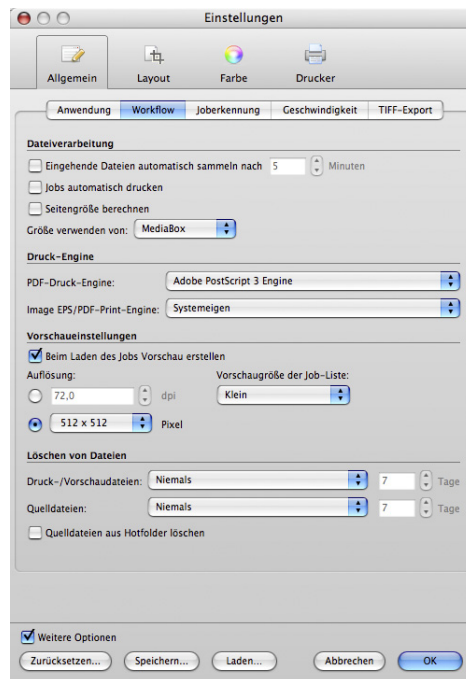 Einstellungen
Allgemein Layout Farbe Drucker
Anwendung Workflow Joberkennung Geschwindigkeit TIFF-Export
Dateiverarbeitung
Eingehende Dateien automatisch sammeln nach 5 Minuten
Jobs automatisch drucken
Seitengröße berechnen
Größe verwenden von: MediaBox
Druck-Engine
PDF-Druck-Engine: Adobe PostScript 3 Engine
Image EPS/PDF-Print-Engine: Systemeigen
Vorschaueinstellungen
Beim Laden des Jobs Vorschau erstellen
Auflösung: Vorschaugröße der Job-Liste:
72,0 dpi Klein
512 x 512 Pixel
Löschen von Dateien
Druck-/Vorschaudateien: Niemals 7 Tage
Quelldateien: Niemals 7 Tage
Quelldateien aus Hotfolder löschen
Weitere Optionen
Zurücksetzen... Speichern... Laden... Abbrechen OK